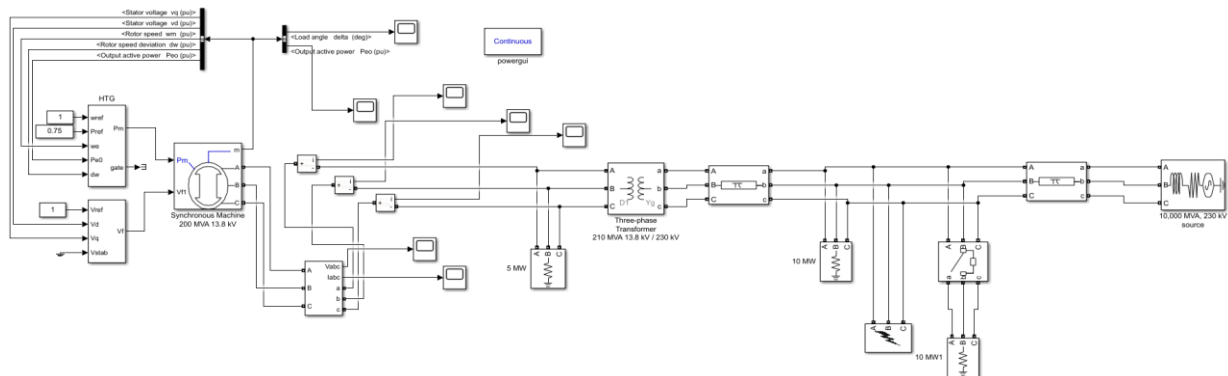 <Stator voltage vq (pu)>
<Stator voltage vd (pu)>
<Rotor speed wm (pu)>
<Rotor speed deviation dw (pu)>
<Output active power Peo (pu)>
<Load angle delta (deg)>
<Output active power Peo (pu)>
Continuous
powergui
HTG
1
0.75
wref
Pref
we
Pe0
dw
Pm
gate
1
Vref
Vd
Vq
Vstab
Vf
Pm
Vf1
m
A
B
C
Synchronous Machine
200 MVA 13.8 kV
A
B
C
Vabc
Iabc
a
b
c
+ i
-
+ i
-
+ i
-
A B C
5 MW
A
B
C
a
b
c
D1 Yg
Three-phase
Transformer
210 MVA 13.8 kV / 230 kV
A
B
C
a
b
c
A B C
10 MW
A B C
A B C
a b c
A B C
10 MW1
A
B
C
a
b
c
A
B
C
10,000 MVA, 230 kV
source